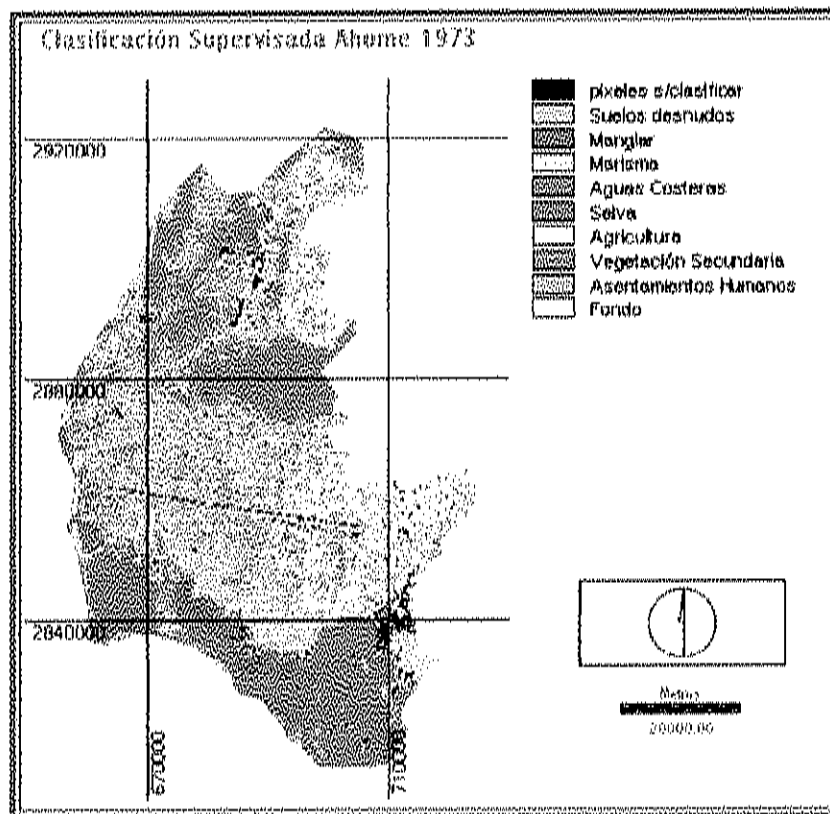 Clasificación Supervisada Ahome 1973
pixeles s/clasificar
Suelos desnudos
Manglar
Marisma
Aguas Costeras
Selva
Agricultura
Vegetación Secundaria
Asentamientos Humanos
Fondo
2920000
2880000
2840000
670000
710000
Metros
20000.00